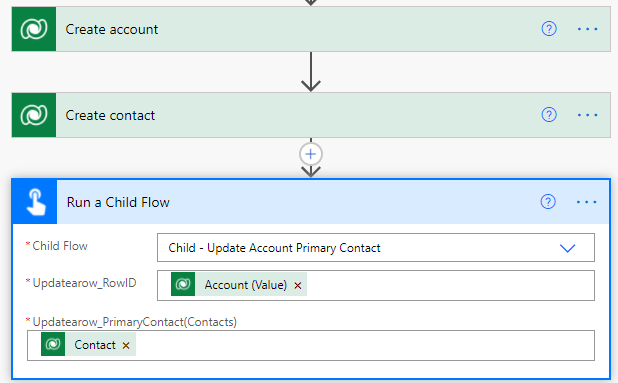 Create account
Create contact
Run a Child Flow
* Child Flow
Child - Update Account Primary Contact
* Updatearow_RowID
Account (Value) ×
* Updatearow_PrimaryContact(Contacts)
Contact ×